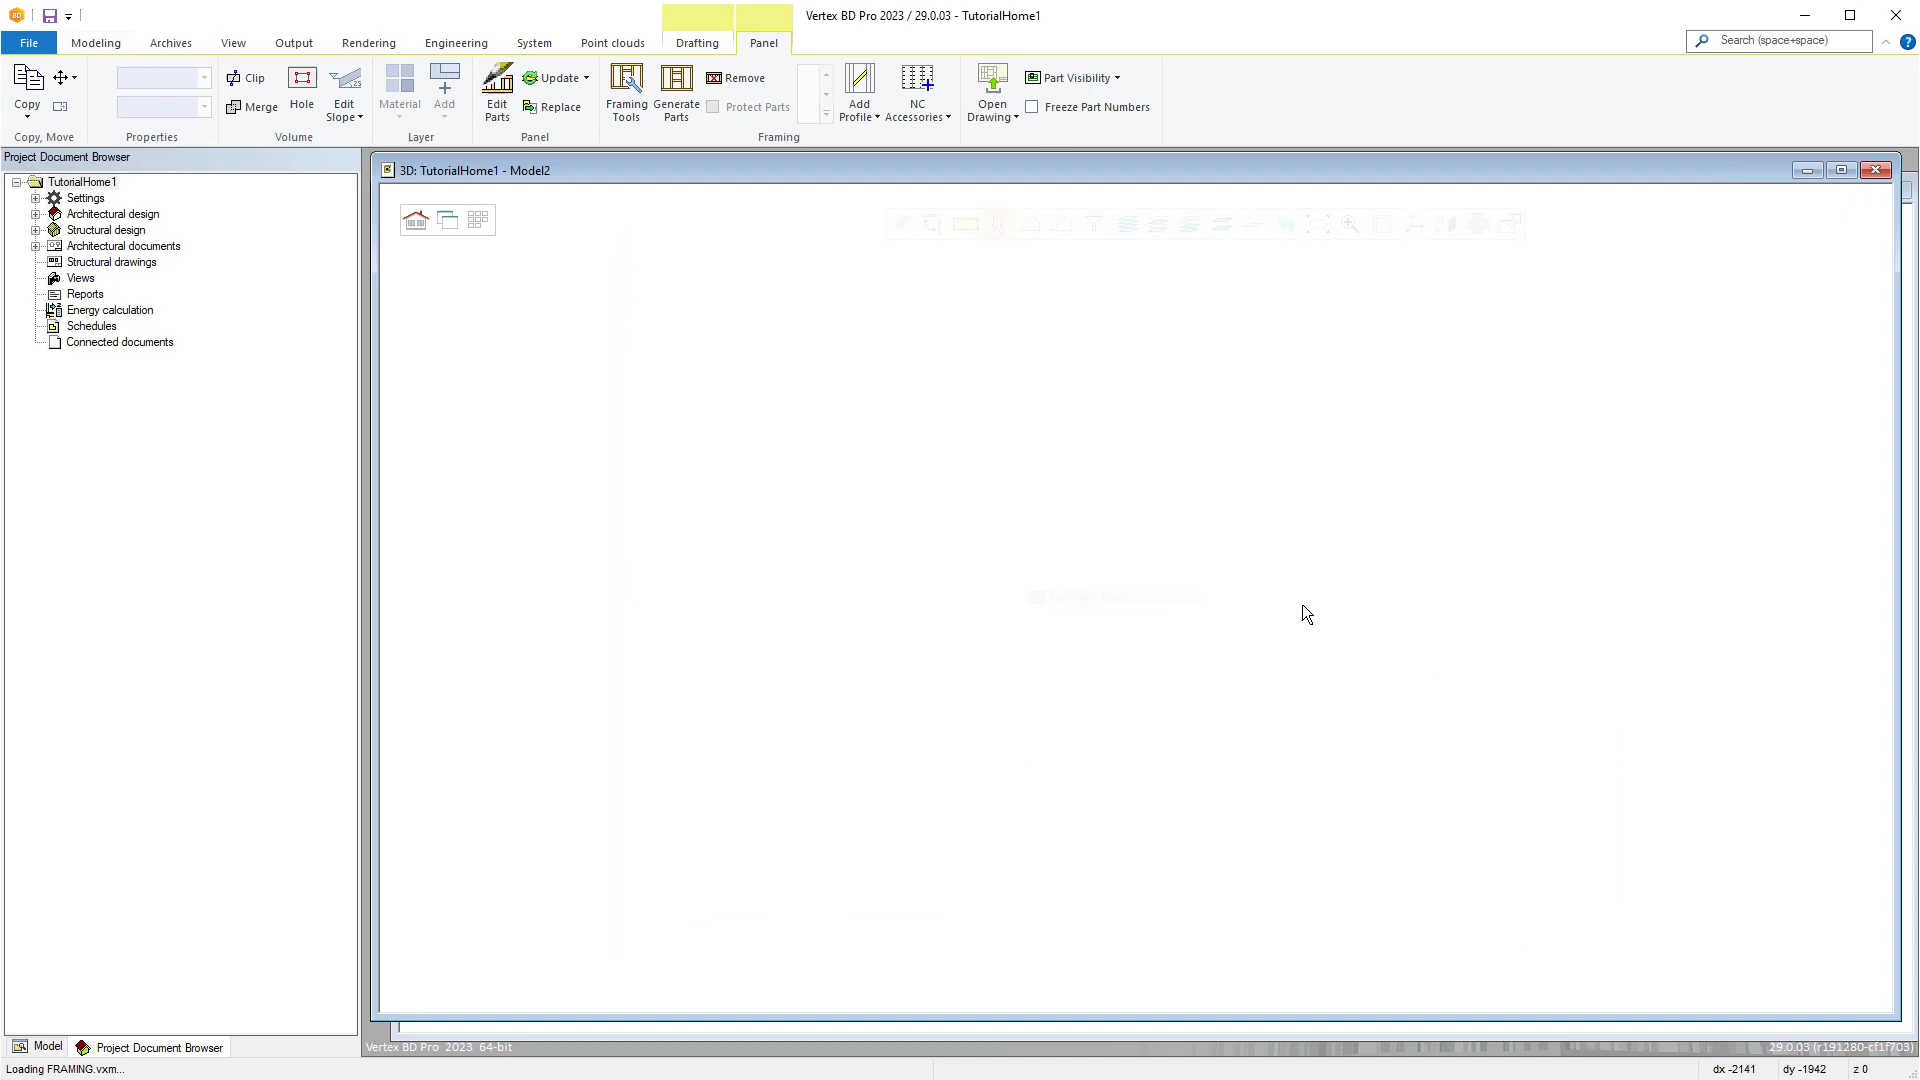 Vertex BD Pro 2023 / 29.0.03 - TutorialHome1
File Modeling Archives View Output Rendering Engineering System Point clouds Drafting Panel Search (space+space)
Clip Update Remove Part Visibility
Copy Merge Hole Edit Slope Material Add Edit Parts Replace Framing Tools Generate Parts Protect Parts Add Profile NC Accessories Open Drawing Freeze Part Numbers
Copy, Move Properties Volume Layer Panel Framing
Project Document Browser
3D: TutorialHome1 - Model2
TutorialHome1
Settings
Architectural design
Structural design
Architectural documents
Structural drawings
Views
Reports
Energy calculation
Schedules
Connected documents
Model Project Document Browser
Vertex BD Pro 2023 64-bit 29.0.03 (r191280-cf1f703)
Loading FRAMING.vxm... dx -2141 dy -1942 z 0